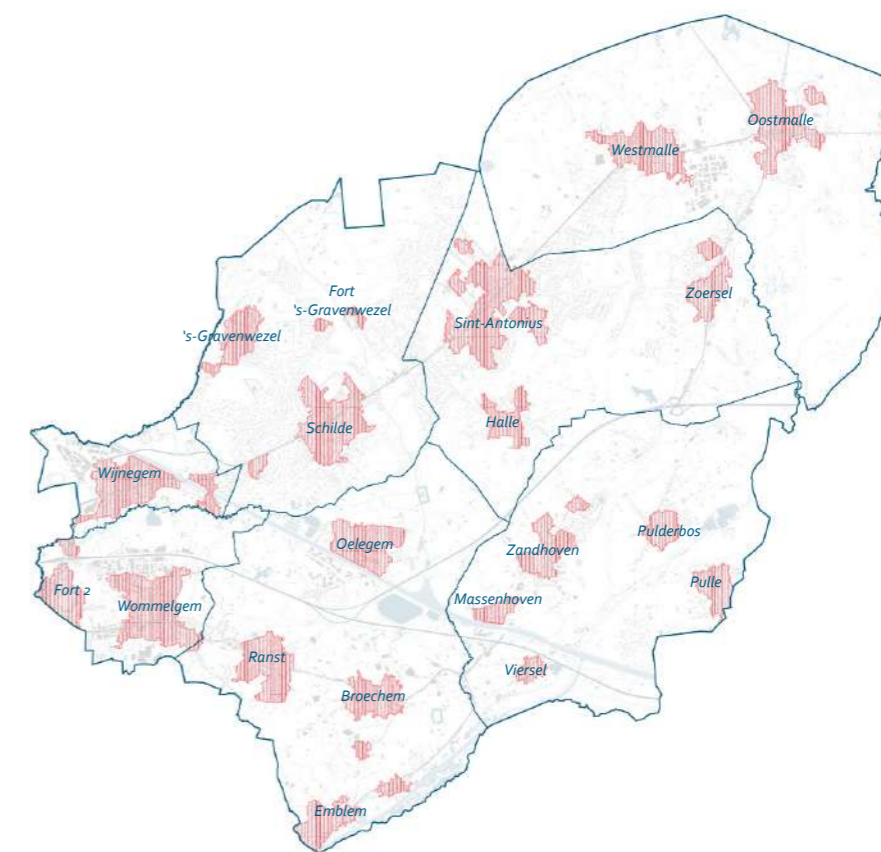 Oostmalle
Westmalle
Zoersel
Fort
's-Gravenwezel
's-Gravenwezel
Sint-Antonius
Schilde
Halle
Wijnegem
Oelegem
Zandhoven
Pulderbos
Pulle
Fort 2
Wommelgem
Massenhoven
Ranst
Viersel
Broechem
Emblem